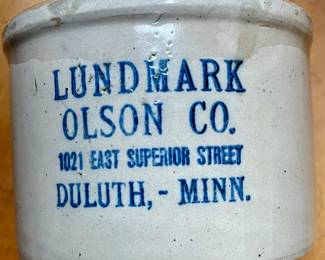 LUNDMARK
OLSON CO.
1021 EAST SUPERIOR STREET
DULUTH,- MINN.